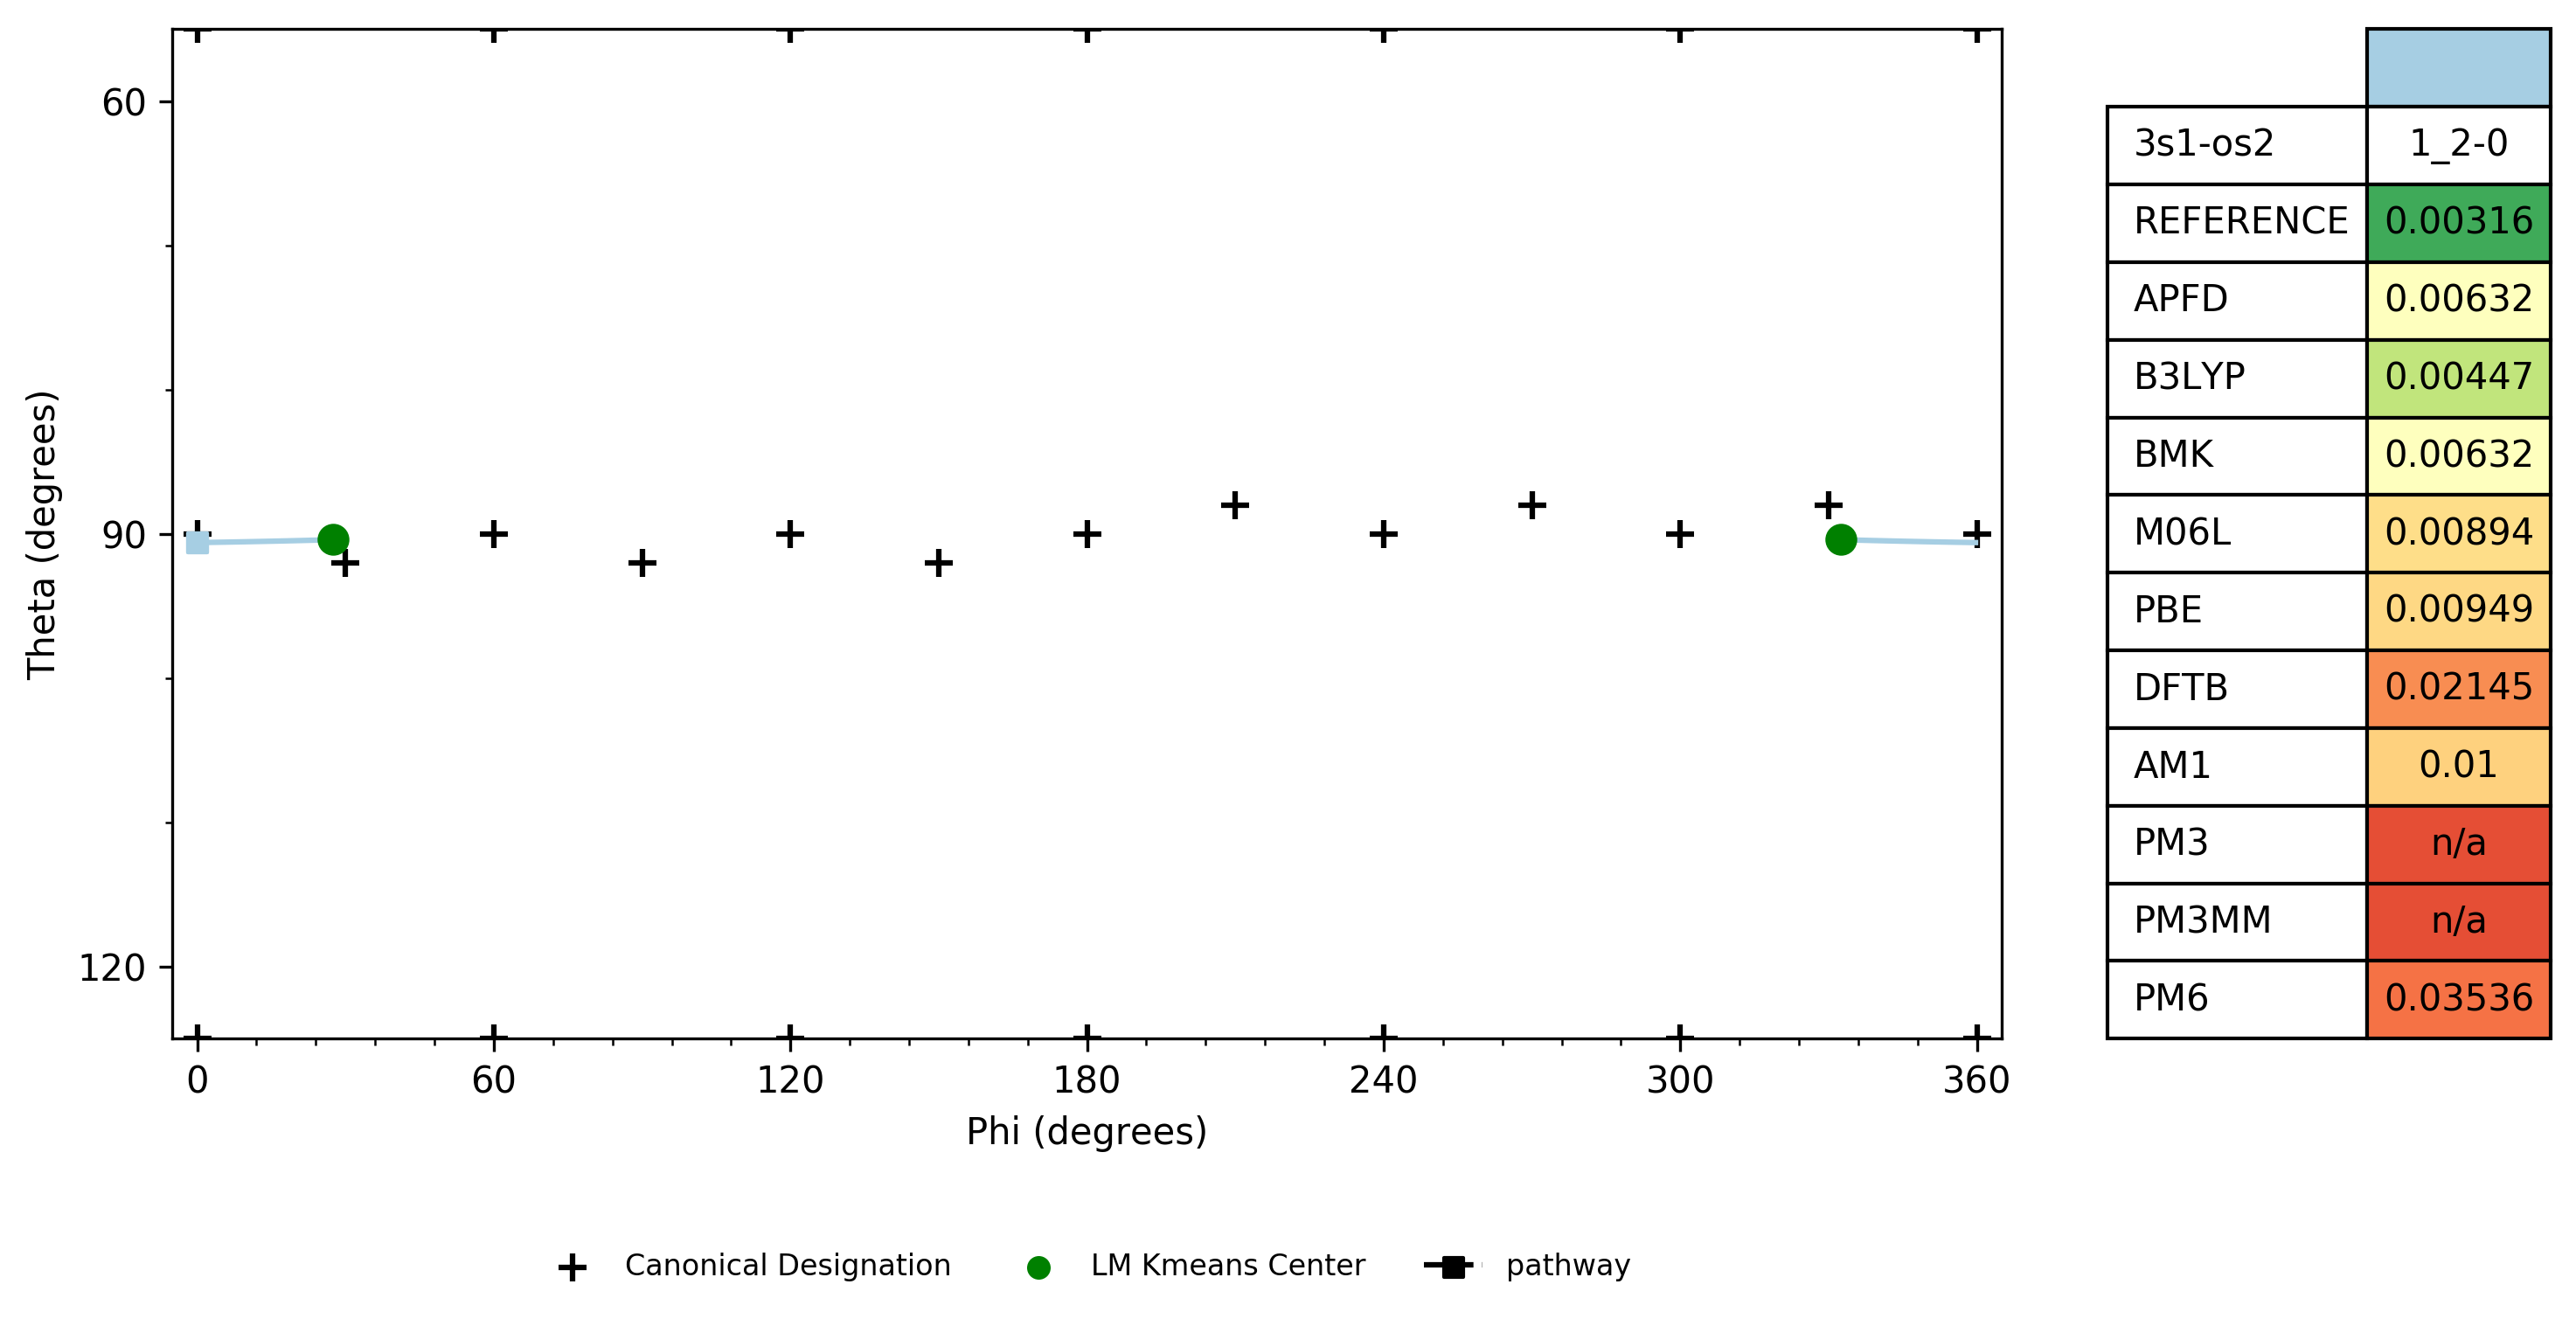 60
90
120
Theta (degrees)
0 60 120 180 240 300 360
Phi (degrees)
Canonical Designation LM Kmeans Center pathway
3s1-os2 1_2-0
REFERENCE 0.00316
APFD 0.00632
B3LYP 0.00447
BMK 0.00632
M06L 0.00894
PBE 0.00949
DFTB 0.02145
AM1 0.01
PM3 n/a
PM3MM n/a
PM6 0.03536